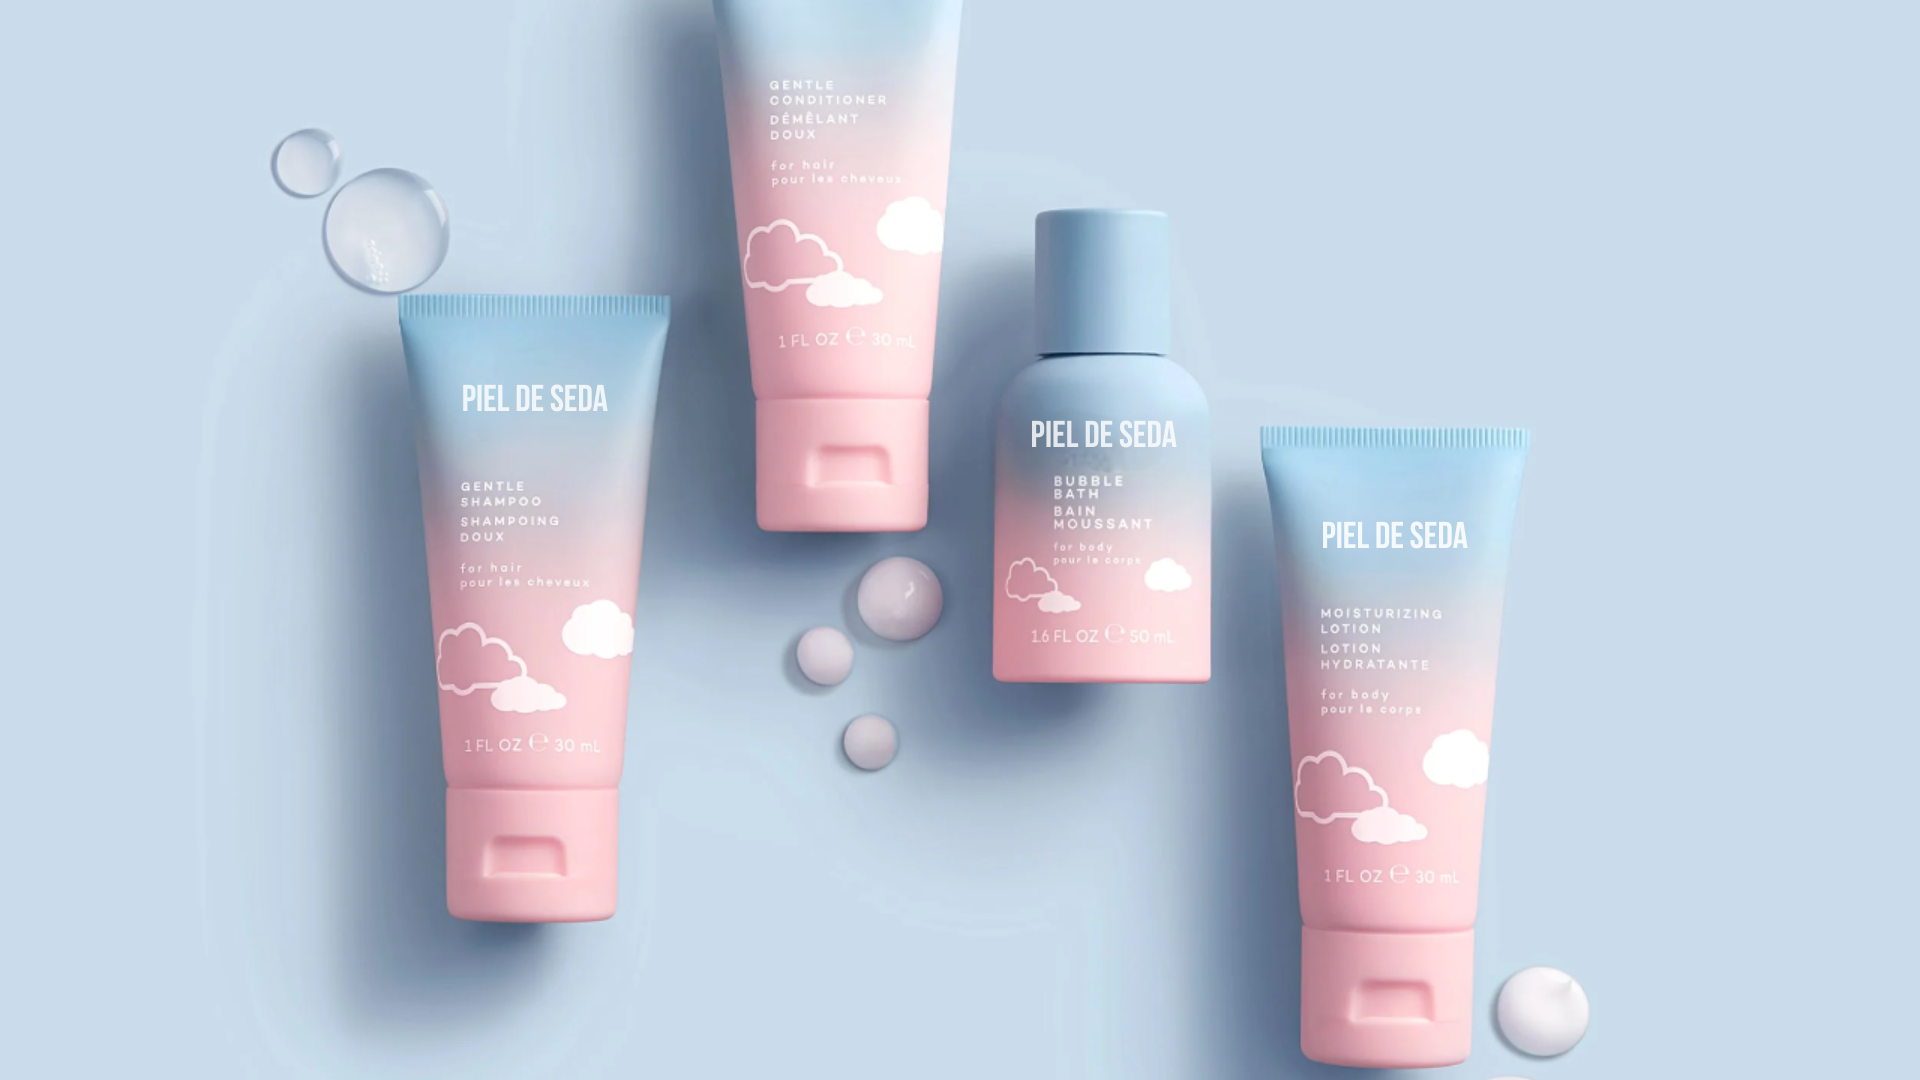 GENTLE
CONDITIONER
DÉMÊLANT
DOUX
for hair
pour les cheveux
1 FL OZ ℮ 30 mL
PIEL DE SEDA
GENTLE
SHAMPOO
SHAMPOING
DOUX
for hair
pour les cheveux
1 FL OZ ℮ 30 mL
PIEL DE SEDA
BUBBLE
BATH
BAIN
MOUSSANT
for body
pour le corps
1.6 FL OZ ℮ 50 mL
PIEL DE SEDA
MOISTURIZING
LOTION
LOTION
HYDRATANTE
for body
pour le corps
1 FL OZ ℮ 30 mL